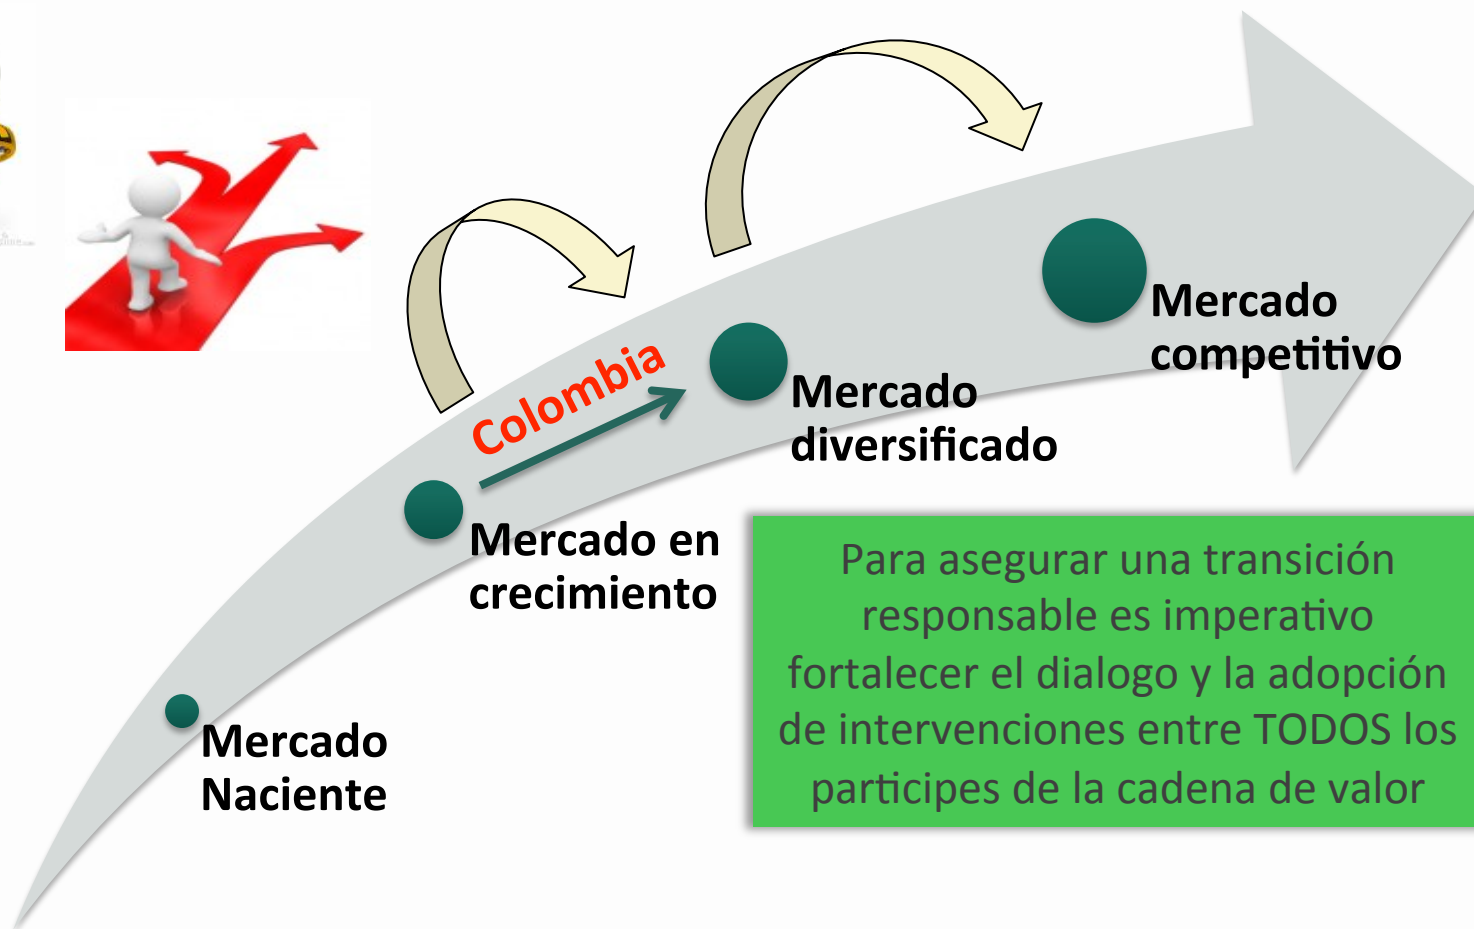 Colombia
Mercado
competitivo
Mercado
diversificado
Mercado en
crecimiento
Mercado
Naciente
Para asegurar una transición
responsable es imperativo
fortalecer el dialogo y la adopción
de intervenciones entre TODOS los
participes de la cadena de valor